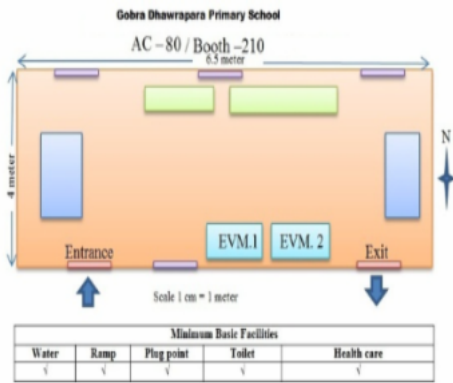 Gobra Dhawrapara Primary School
AC – 80 / Booth –210
6.5 meter
4 meter
N
EVM.1 EVM. 2
Entrance Exit
Scale 1 cm = 1 meter
Minimum Basic Facilities
Water Ramp Plug point Toilet Health care
√ √ √ √ √